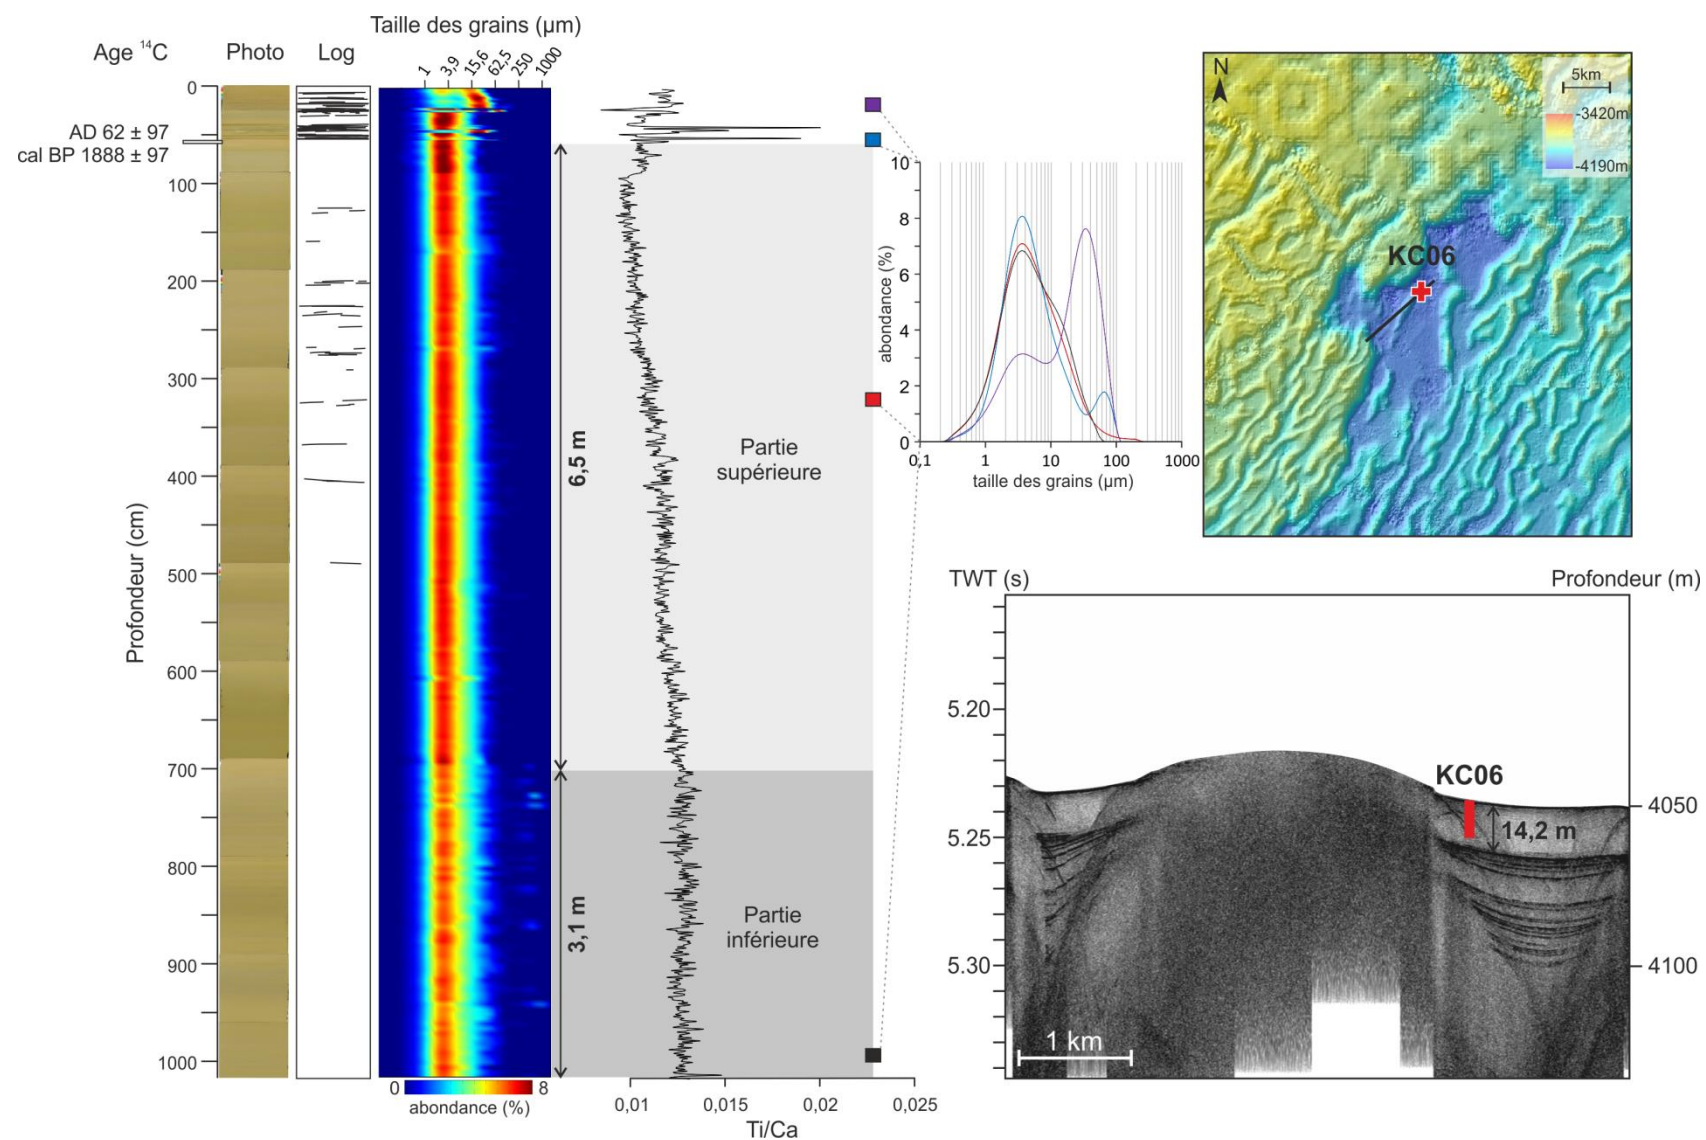 Taille des grains (µm)
Age ¹⁴C
Photo
Log
1
3,9
15,6
62,5
250
1000
Profondeur (cm)
0
100
200
300
400
500
600
700
800
900
1000
AD 62 ± 97
cal BP 1888 ± 97
6,5 m
3,1 m
Partie
supérieure
Partie
inférieure
0
8
abondance (%)
0,01
0,015
0,02
0,025
Ti/Ca
abondance (%)
10
8
6
4
2
0
0,1
1
10
100
1000
taille des grains (µm)
N
5km
-3420m
-4190m
KC06
TWT (s)
Profondeur (m)
5.20
5.25
5.30
KC06
14,2 m
4050
4100
1 km